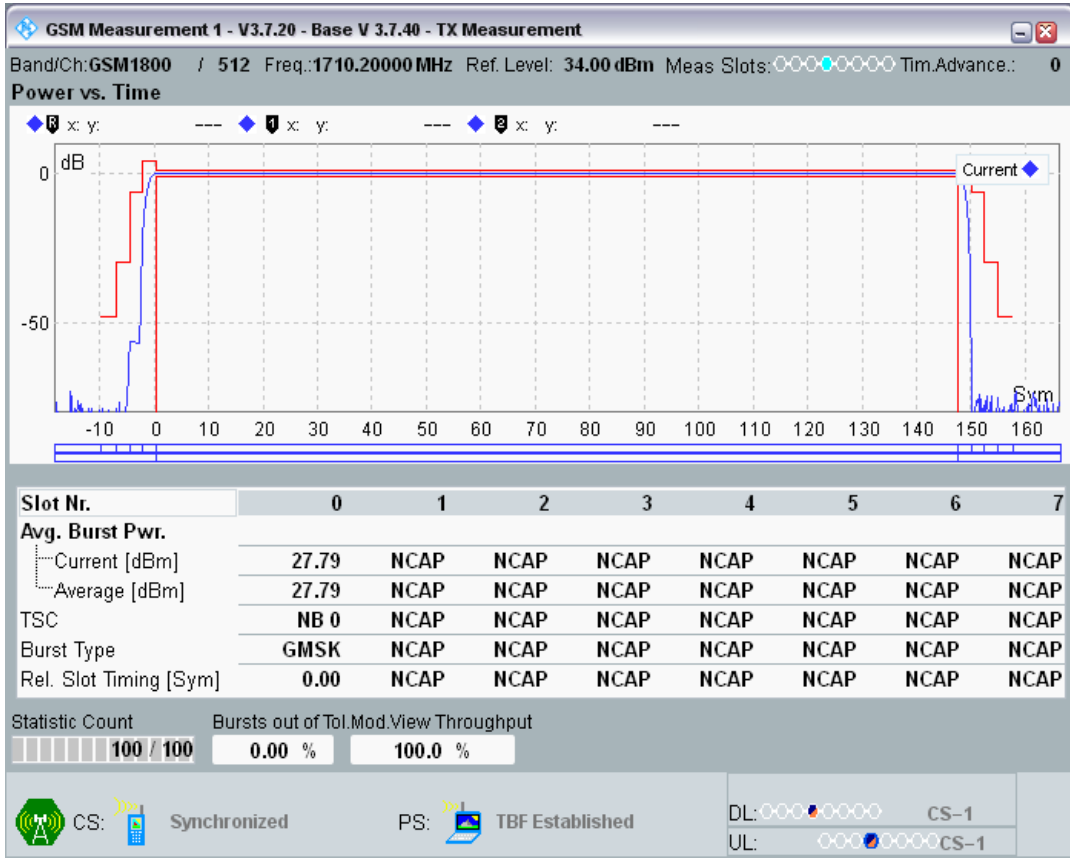 GSM Measurement 1 - V3.7.20 - Base V 3.7.40 - TX Measurement
Band/Ch:GSM1800 / 512 Freq.:1710.20000 MHz Ref. Level: 34.00 dBm Meas Slots: Tim.Advance.: 0
Power vs. Time
R x: y: --- 1 x: y: --- 2 x: y: ---
dB
Current
0
-50
Sym
-10 0 10 20 30 40 50 60 70 80 90 100 110 120 130 140 150 160
Slot Nr. 0 1 2 3 4 5 6 7
Avg. Burst Pwr.
Current [dBm] 27.79 NCAP NCAP NCAP NCAP NCAP NCAP NCAP
Average [dBm] 27.79 NCAP NCAP NCAP NCAP NCAP NCAP NCAP
TSC NB 0 NCAP NCAP NCAP NCAP NCAP NCAP NCAP
Burst Type GMSK NCAP NCAP NCAP NCAP NCAP NCAP NCAP
Rel. Slot Timing [Sym] 0.00 NCAP NCAP NCAP NCAP NCAP NCAP NCAP
Statistic Count Bursts out of Tol.Mod.View Throughput
100 / 100 0.00 % 100.0 %
CS: Synchronized PS: TBF Established
DL: CS-1
UL: CS-1